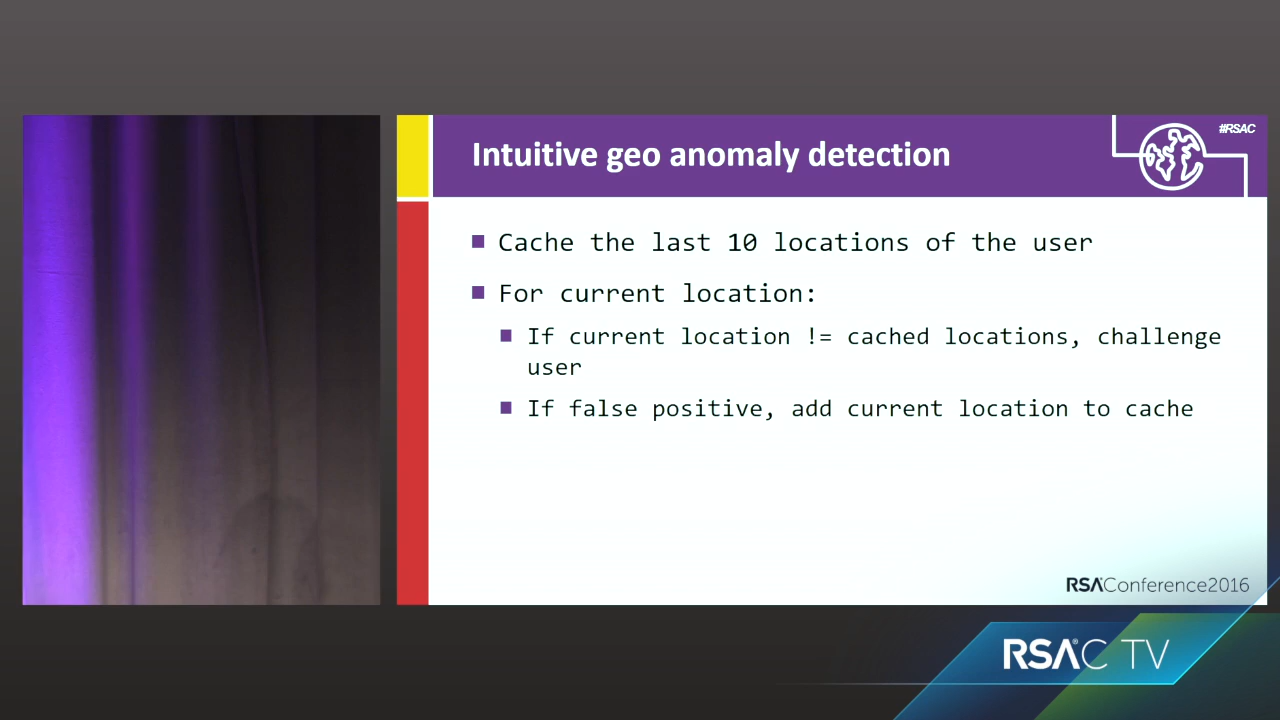 #RSAC
Intuitive geo anomaly detection
Cache the last 10 locations of the user
For current location:
If current location != cached locations, challenge
user
If false positive, add current location to cache
RSAConference2016
RSAC TV